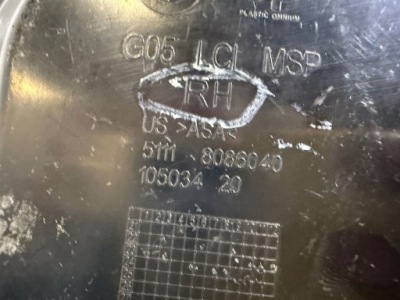 PLASTIC OMNIUM
G05 LCI MSP
RH
US >ASA<
5111 8086040
105034 20